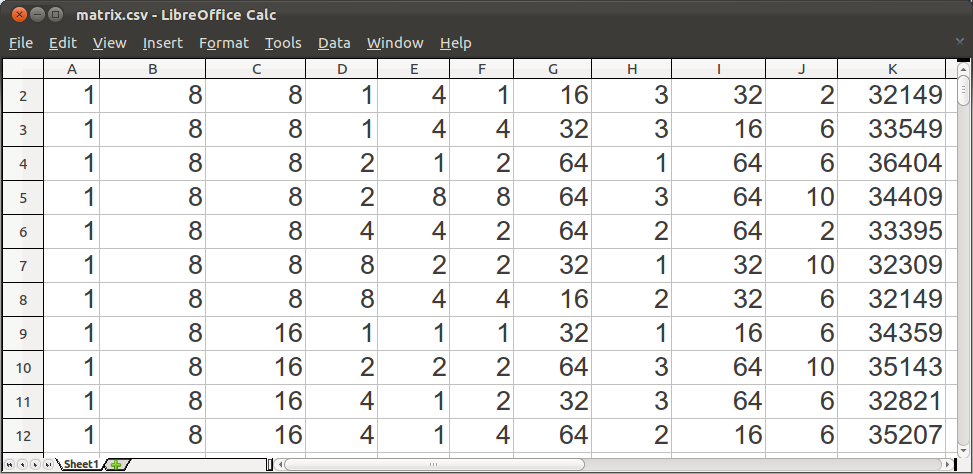 matrix.csv - LibreOffice Calc
File Edit View Insert Format Tools Data Window Help
A B C D E F G H I J K
2 1 8 8 1 4 1 16 3 32 2 32149
3 1 8 8 1 4 4 32 3 16 6 33549
4 1 8 8 2 1 2 64 1 64 6 36404
5 1 8 8 2 8 8 64 3 64 10 34409
6 1 8 8 4 4 2 64 2 64 2 33395
7 1 8 8 8 2 2 32 1 32 10 32309
8 1 8 8 8 4 4 16 2 32 6 32149
9 1 8 16 1 1 1 32 1 16 6 34359
10 1 8 16 2 2 2 64 3 64 10 35143
11 1 8 16 4 1 2 32 3 64 6 32821
12 1 8 16 4 1 4 64 2 16 6 35207
Sheet1